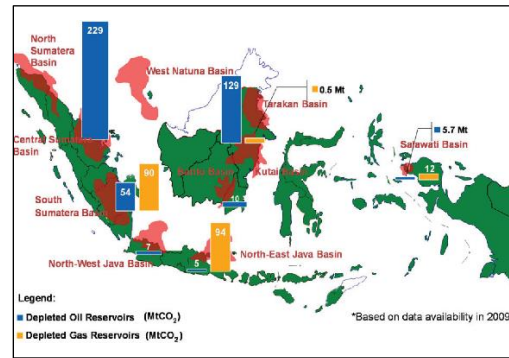 229
North
Sumatera
Basin
West Natuna Basin
129
0.5 Mt
Tarakan Basin
5.7 Mt
Salawati Basin
Central Sumatera
Basin
90
Kutai Basin
12
54
10
South
Sumatera Basin
94
7
North-East Java Basin
North-West Java Basin
5
Legend:
Depleted Oil Reservoirs (MtCO₂)
Depleted Gas Reservoirs (MtCO₂)
*Based on data availability in 2009